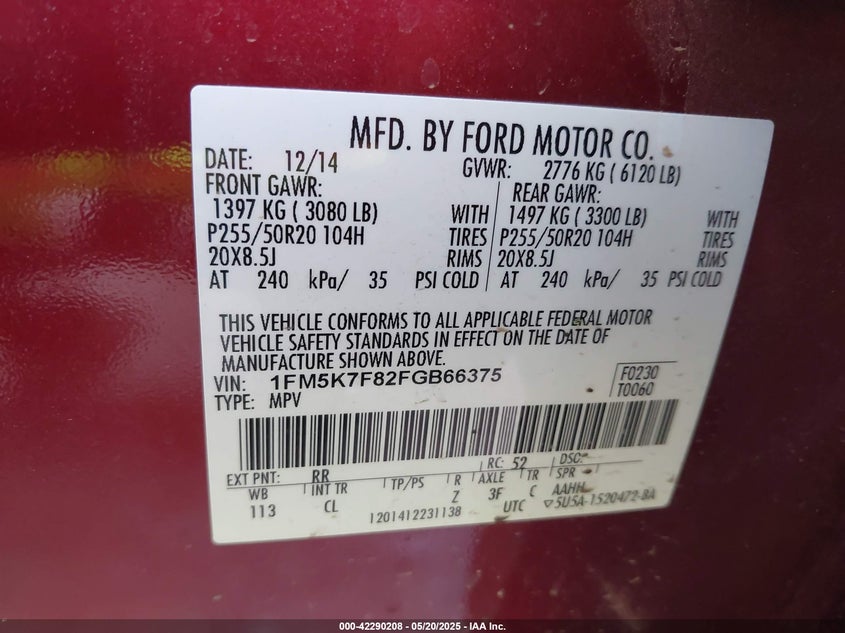 MFD. BY FORD MOTOR CO.
DATE: 12/14 GVWR: 2776 KG ( 6120 LB)
FRONT GAWR: REAR GAWR:
1397 KG ( 3080 LB) WITH 1497 KG ( 3300 LB) WITH
P255/50R20 104H TIRES P255/50R20 104H TIRES
20X8.5J RIMS 20X8.5J RIMS
AT 240 kPa/ 35 PSI COLD AT 240 kPa/ 35 PSI COLD
THIS VEHICLE CONFORMS TO ALL APPLICABLE FEDERAL MOTOR
VEHICLE SAFETY STANDARDS IN EFFECT ON THE DATE OF
MANUFACTURE SHOWN ABOVE.
VIN: 1FM5K7F82FGB66375 F0230
TYPE: MPV T0060
EXT PNT: RR RC: 52 DSO:
WB INT TR TP/PS R AXLE TR SPR
113 CL Z 3F C AAHH
1201412231138 UTC ▽5U5A-1520472-BA
000-42290208 - 05/20/2025 - IAA Inc.